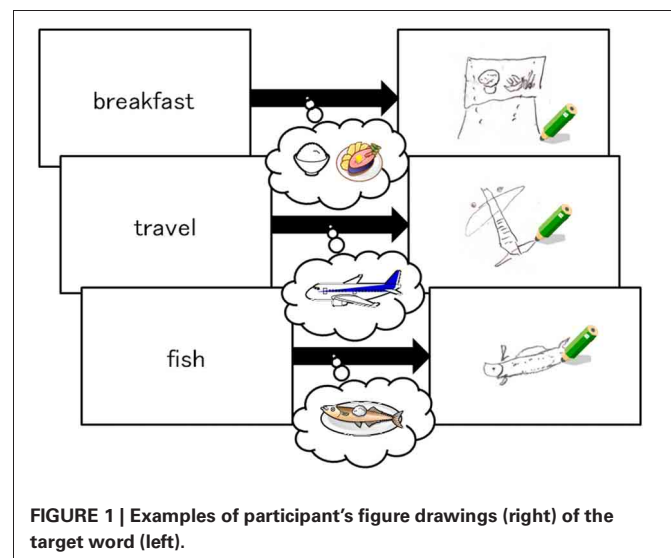 breakfast
travel
fish
FIGURE 1 | Examples of participant's figure drawings (right) of the
target word (left).